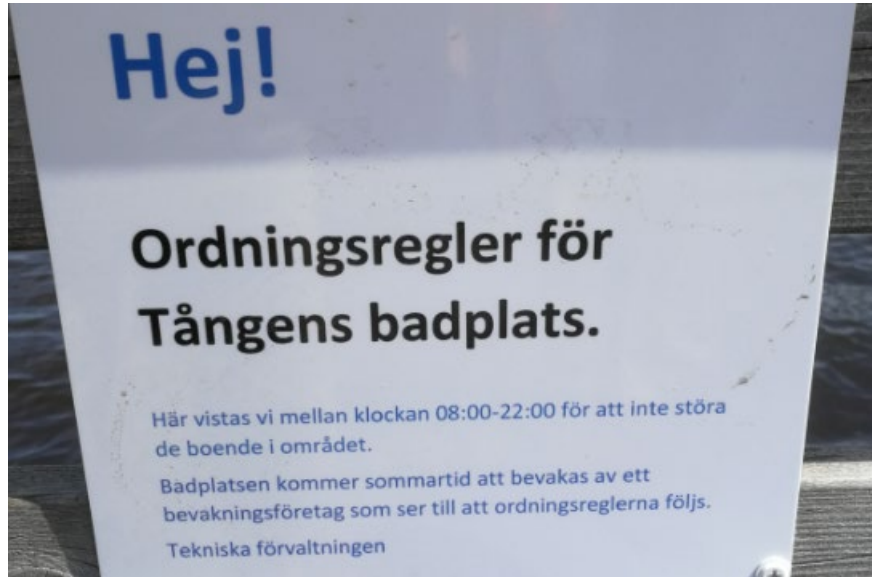 Hej!
Ordningsregler för
Tångens badplats.
Här vistas vi mellan klockan 08:00-22:00 för att inte störa
de boende i området.
Badplatsen kommer sommartid att bevakas av ett
bevakningsföretag som ser till att ordningsreglerna följs.
Tekniska förvaltningen